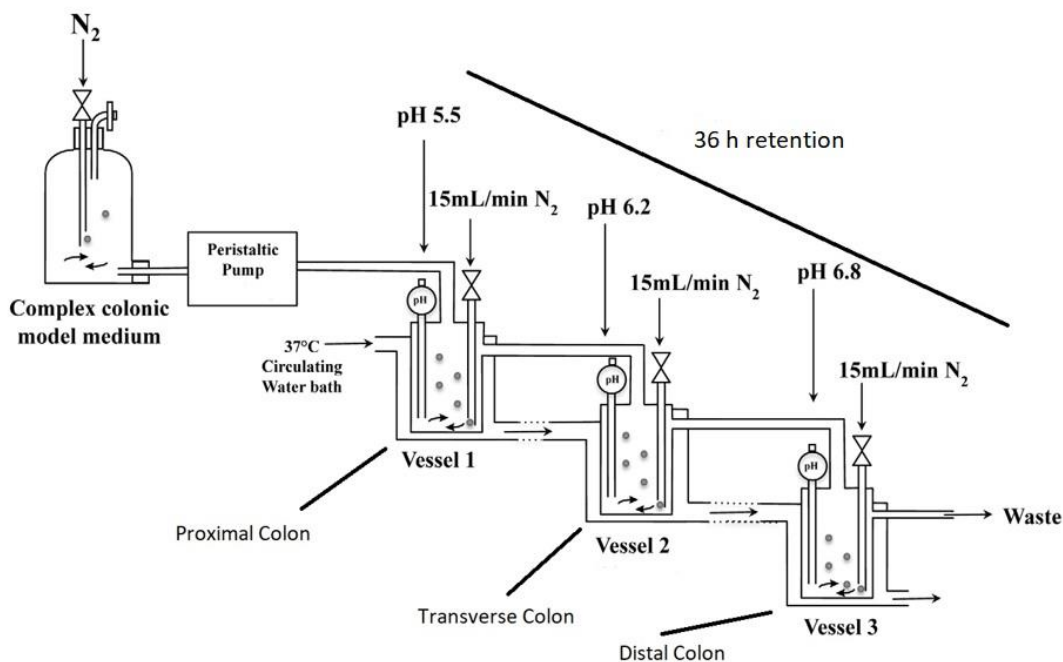 N₂
pH 5.5
36 h retention
15mL/min N₂
pH 6.2
Peristaltic
Pump
15mL/min N₂
pH 6.8
Complex colonic
model medium
pH
37°C
Circulating
Water bath
pH
15mL/min N₂
Vessel 1
pH
Proximal Colon
Vessel 2
Waste
Transverse Colon
Vessel 3
Distal Colon